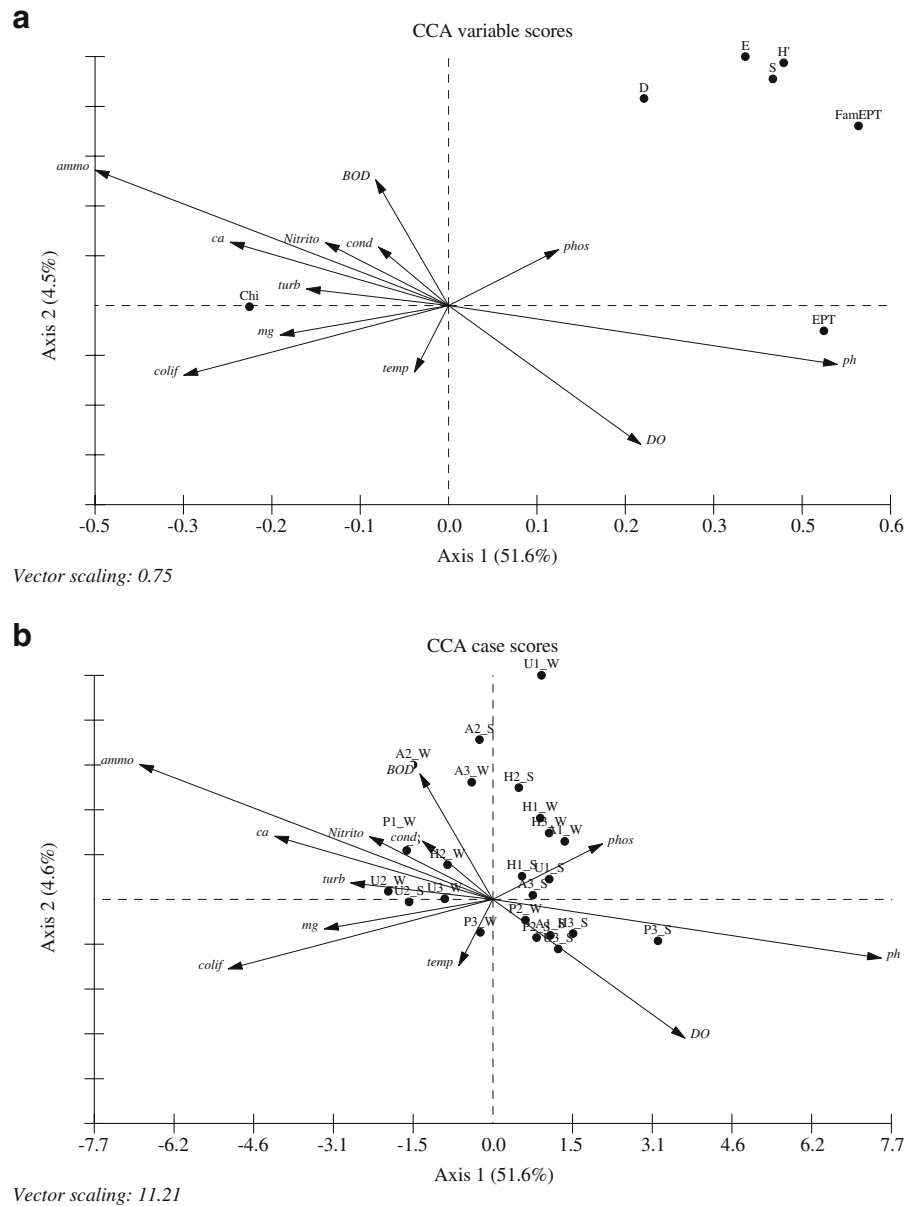 a
CCA variable scores
E
H'
S
D
FamEPT
ammo
BOD
ca
Nitrito
cond
phos
turb
Chi
EPT
mg
ph
colif
temp
DO
Axis 2 (4.5%)
-0.5 -0.3 -0.2 -0.1 0.0 0.1 0.2 0.3 0.5 0.6
Axis 1 (51.6%)
Vector scaling: 0.75
b
CCA case scores
U1_W
A2_S
A2_W
ammo
BOD
A3_W
H2_S
H1_W
H3_W
A1_W
P1_W
ca
Nitrito
cond
phos
H2_W
H1_S
U1_S
turb
U2_W
U2_S
U3_W
A3_S
mg
P3_W
P2_W
P2_S
A1_S
H3_S
U3_S
P3_S
ph
colif
temp
DO
Axis 2 (4.6%)
-7.7 -6.2 -4.6 -3.1 -1.5 0.0 1.5 3.1 4.6 6.2 7.7
Axis 1 (51.6%)
Vector scaling: 11.21